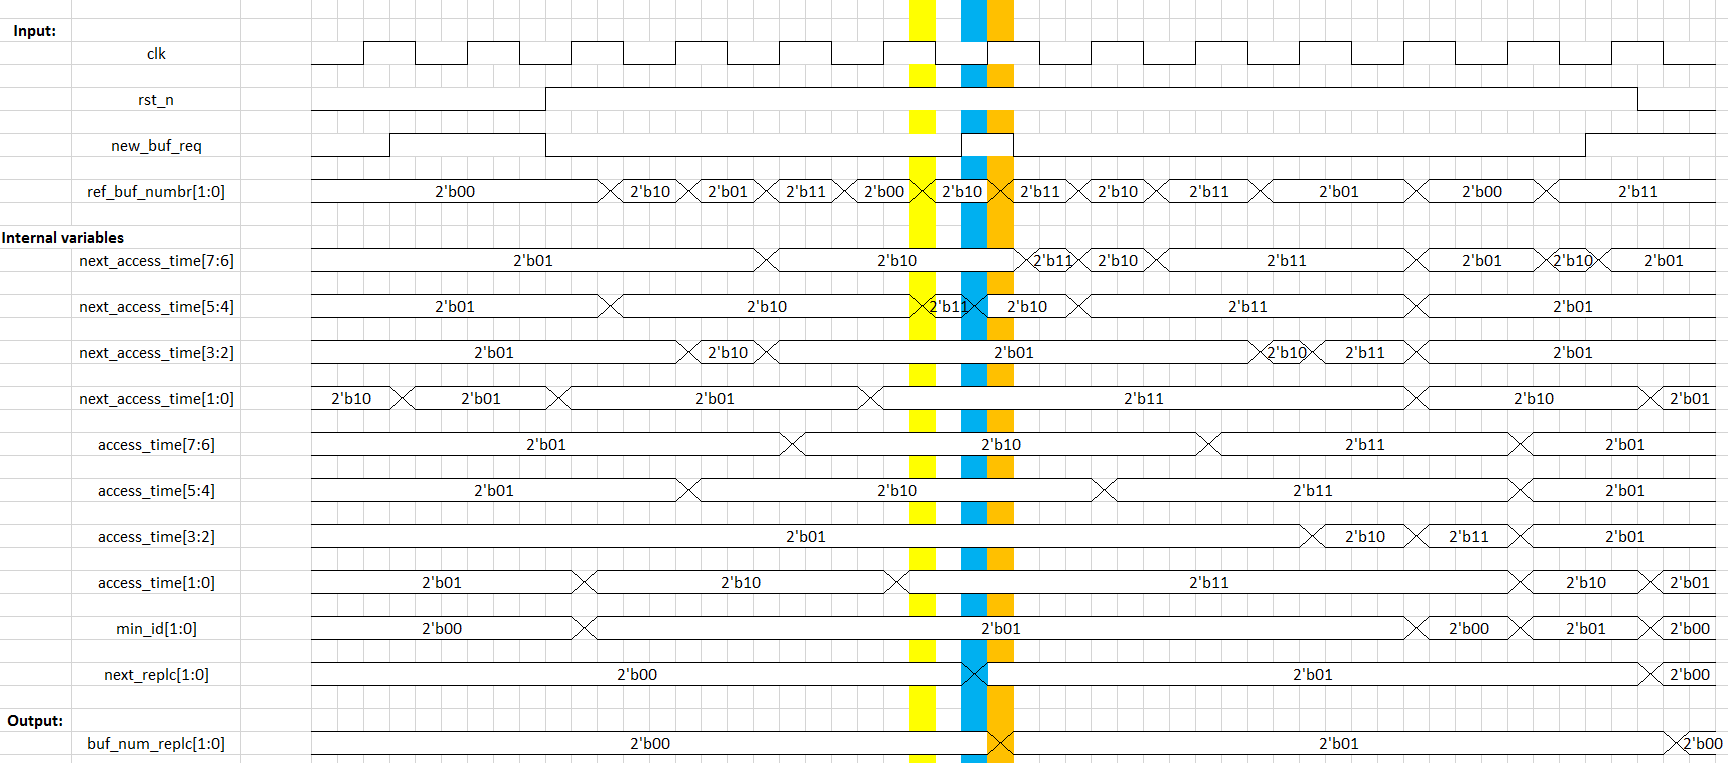 Input:
clk
rst_n
new_buf_req
ref_buf_numbr[1:0] 2'b00 2'b10 2'b01 2'b11 2'b00 2'b10 2'b11 2'b10 2'b11 2'b01 2'b00 2'b11
Internal variables
next_access_time[7:6] 2'b01 2'b10 2'b11 2'b10 2'b11 2'b01 2'b10 2'b01
next_access_time[5:4] 2'b01 2'b10 2'b11 2'b10 2'b11 2'b01
next_access_time[3:2] 2'b01 2'b10 2'b01 2'b10 2'b11 2'b01
next_access_time[1:0] 2'b10 2'b01 2'b01 2'b11 2'b10 2'b01
access_time[7:6] 2'b01 2'b10 2'b11 2'b01
access_time[5:4] 2'b01 2'b10 2'b11 2'b01
access_time[3:2] 2'b01 2'b10 2'b11 2'b01
access_time[1:0] 2'b01 2'b10 2'b11 2'b10 2'b01
min_id[1:0] 2'b00 2'b01 2'b00 2'b01 2'b00
next_replc[1:0] 2'b00 2'b01 2'b00
Output:
buf_num_replc[1:0] 2'b00 2'b01 2'b00